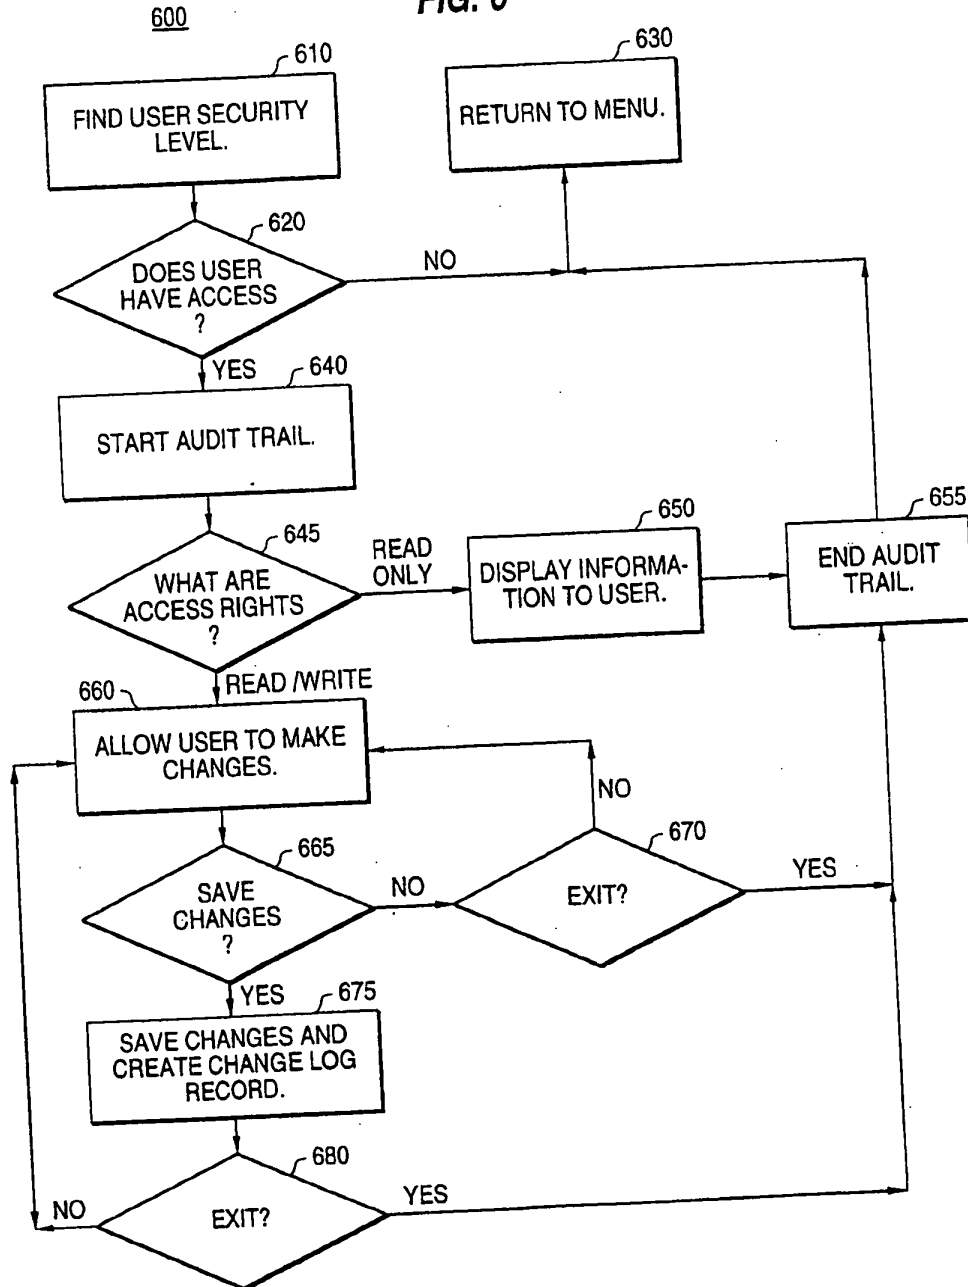 FIG. 6
600
610
FIND USER SECURITY
LEVEL.
630
RETURN TO MENU.
620
DOES USER
HAVE ACCESS
?
NO
YES
640
START AUDIT TRAIL.
645
WHAT ARE
ACCESS RIGHTS
?
READ
ONLY
650
DISPLAY INFORMA-
TION TO USER.
655
END AUDIT
TRAIL.
READ/WRITE
660
ALLOW USER TO MAKE
CHANGES.
NO
665
SAVE
CHANGES
?
NO
670
EXIT?
YES
YES
675
SAVE CHANGES AND
CREATE CHANGE LOG
RECORD.
680
EXIT?
NO
YES